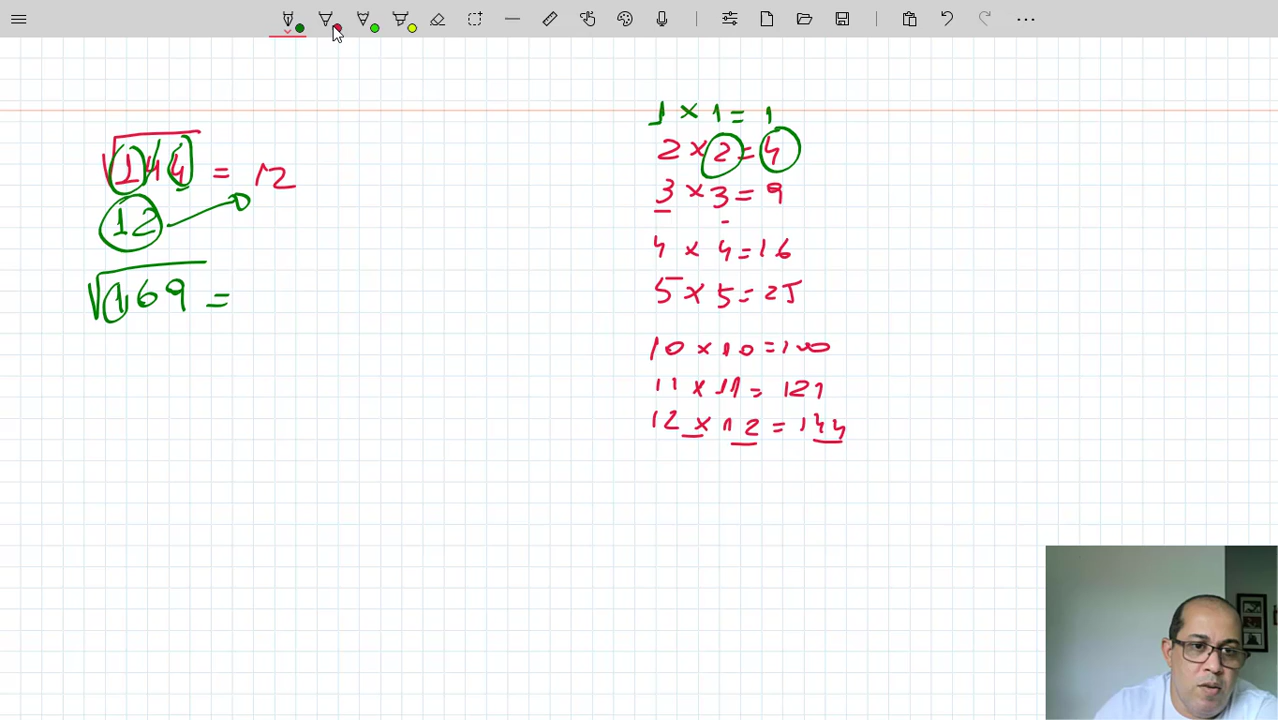 √144 = 12
12
√169 =
1 × 1 = 1
2 × 2 = 4
3 × 3 = 9
4 × 4 = 16
5 × 5 = 25
10 × 10 = 100
11 × 11 = 121
12 × 12 = 144